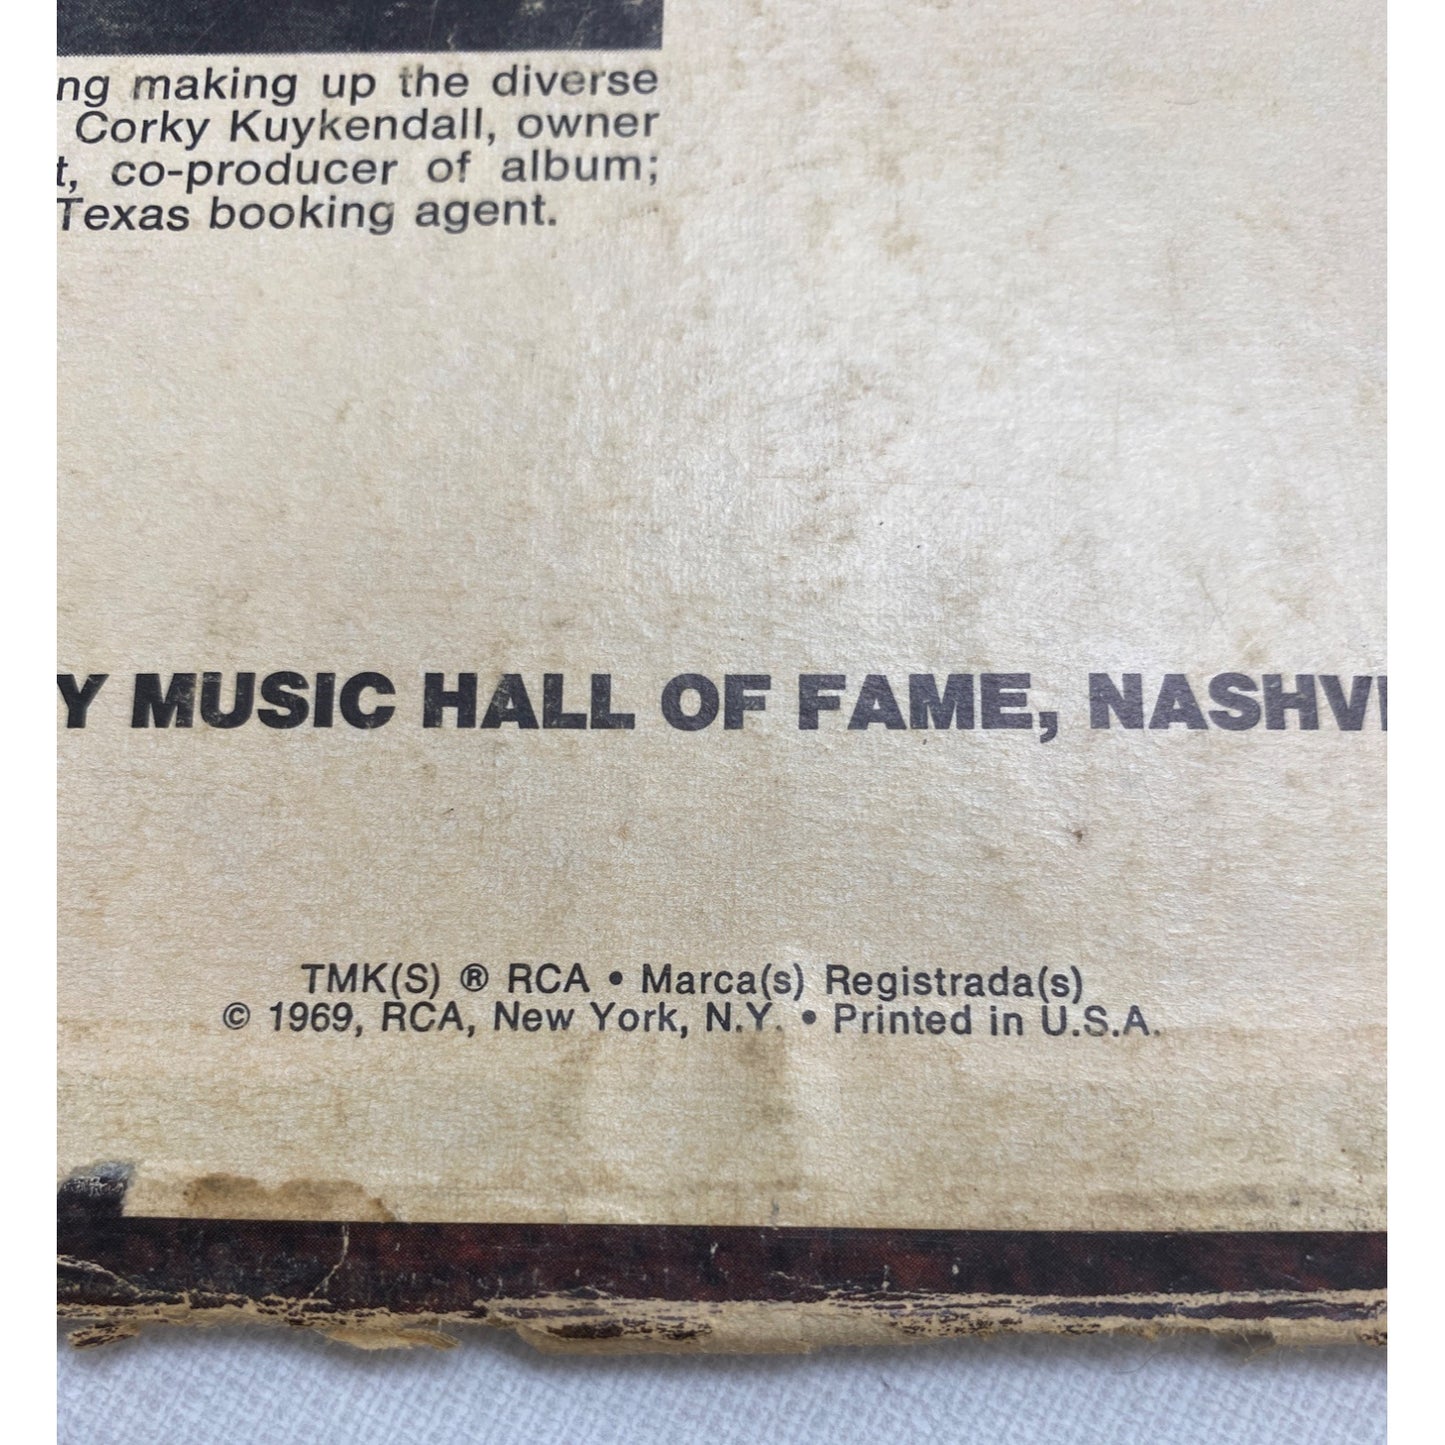 ng making up the diverse
Corky Kuykendall, owner
t, co-producer of album;
Texas booking agent.
Y MUSIC HALL OF FAME, NASHVI
TMK(S) ® RCA • Marca(s) Registrada(s)
© 1969, RCA, New York, N.Y. • Printed in U.S.A.